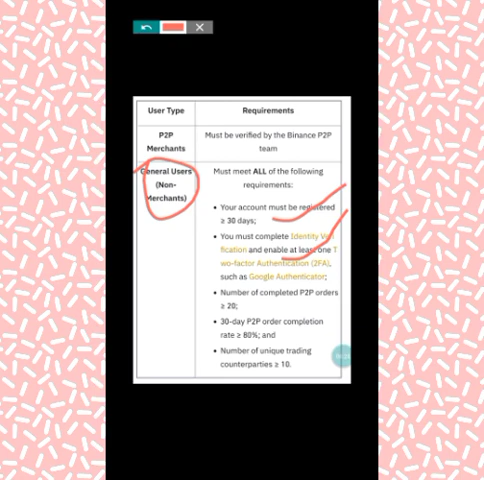 User Type
Requirements
P2P
Merchants
Must be verified by the Binance P2P
team
General Users
(Non-
Merchants)
Must meet ALL of the following
requirements:
• Your account must be registered
≥ 30 days;
• You must complete Identity Veri
fication and enable at least one T
wo-factor Authentication (2FA),
such as Google Authenticator;
• Number of completed P2P orders
≥ 20;
• 30-day P2P order completion
rate ≥ 80%; and
• Number of unique trading
counterparties ≥ 10.